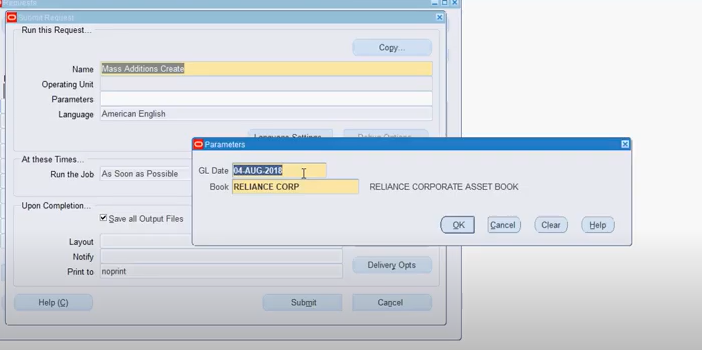 Requests
Submit Request
Run this Request...
Copy...
Name Mass Additions Create
Operating Unit
Parameters
Language American English
Language Settings Debug Options
Parameters
GL Date 04-AUG-2018
Book RELIANCE CORP RELIANCE CORPORATE ASSET BOOK
OK Cancel Clear Help
At these Times...
Run the Job As Soon as Possible
Upon Completion...
Save all Output Files
Layout
Notify
Print to noprint
Delivery Opts
Help (C) Submit Cancel